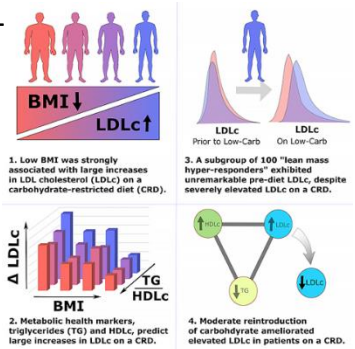 BMI ↓
LDLc ↑
1. Low BMI was strongly
associated with large increases
in LDL cholesterol (LDLc) on a
carbohydrate-restricted diet (CRD).
LDLc
Prior to Low-Carb
LDLc
On Low-Carb
3. A subgroup of 100 "lean mass
hyper-responders" exhibited
unremarkable pre-diet LDLc, despite
severely elevated LDLc on a CRD.
Δ LDLc
BMI
TG
HDLc
2. Metabolic health markers,
triglycerides (TG) and HDLc, predict
large increases in LDL on a CRD.
↑HDLc
↑LDLc
↓TG
↓LDLc
4. Moderate reintroduction
of carbohdyrate ameliorated
elevated LDLc in patients on a CRD.